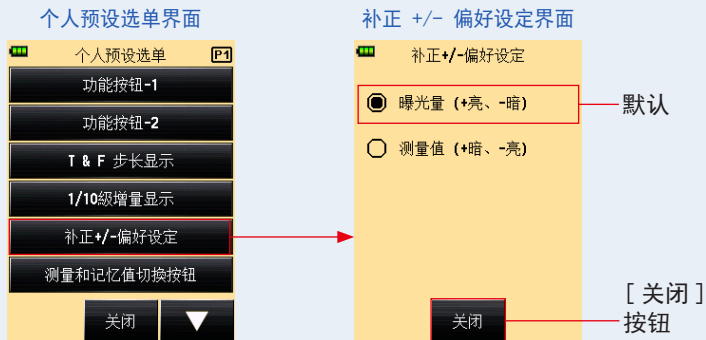 个人预设选单界面
个人预设选单 P1
功能按钮-1
功能按钮-2
T & F 步长显示
1/10級增量显示
补正+/-偏好设定
测量和记忆值切換按钮
关闭
补正 +/- 偏好设定界面
补正+/-偏好设定
曝光量 (+亮、-暗)
默认
测量值 (+暗、-亮)
关闭
[ 关闭 ]
按钮